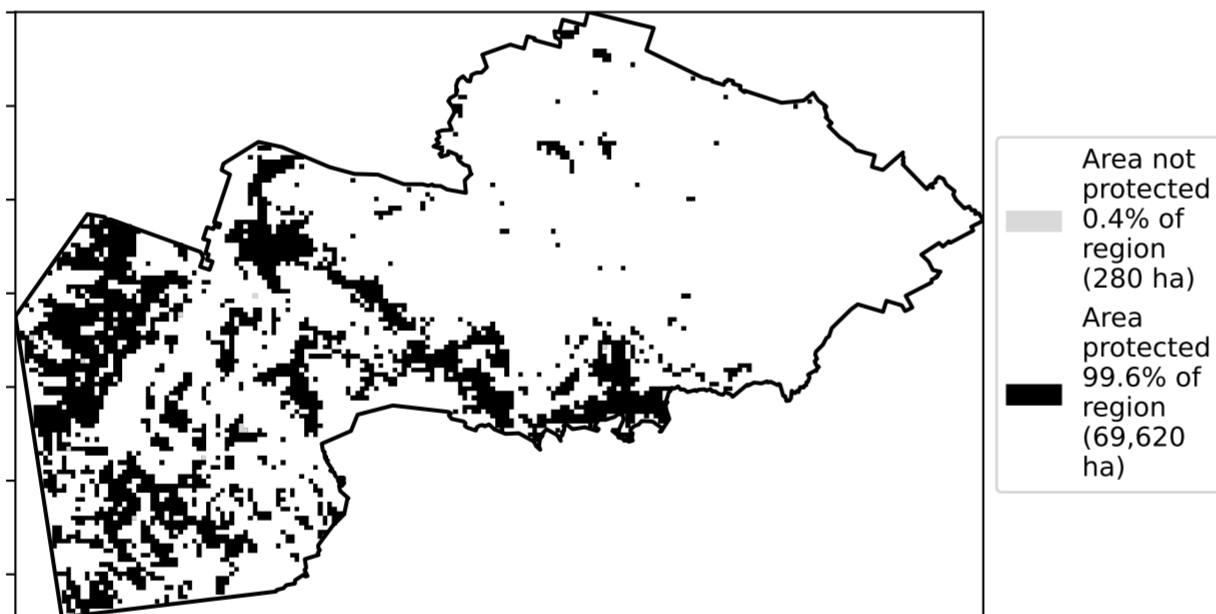 Area not
protected
0.4% of
region
(280 ha)
Area
protected
99.6% of
region
(69,620
ha)